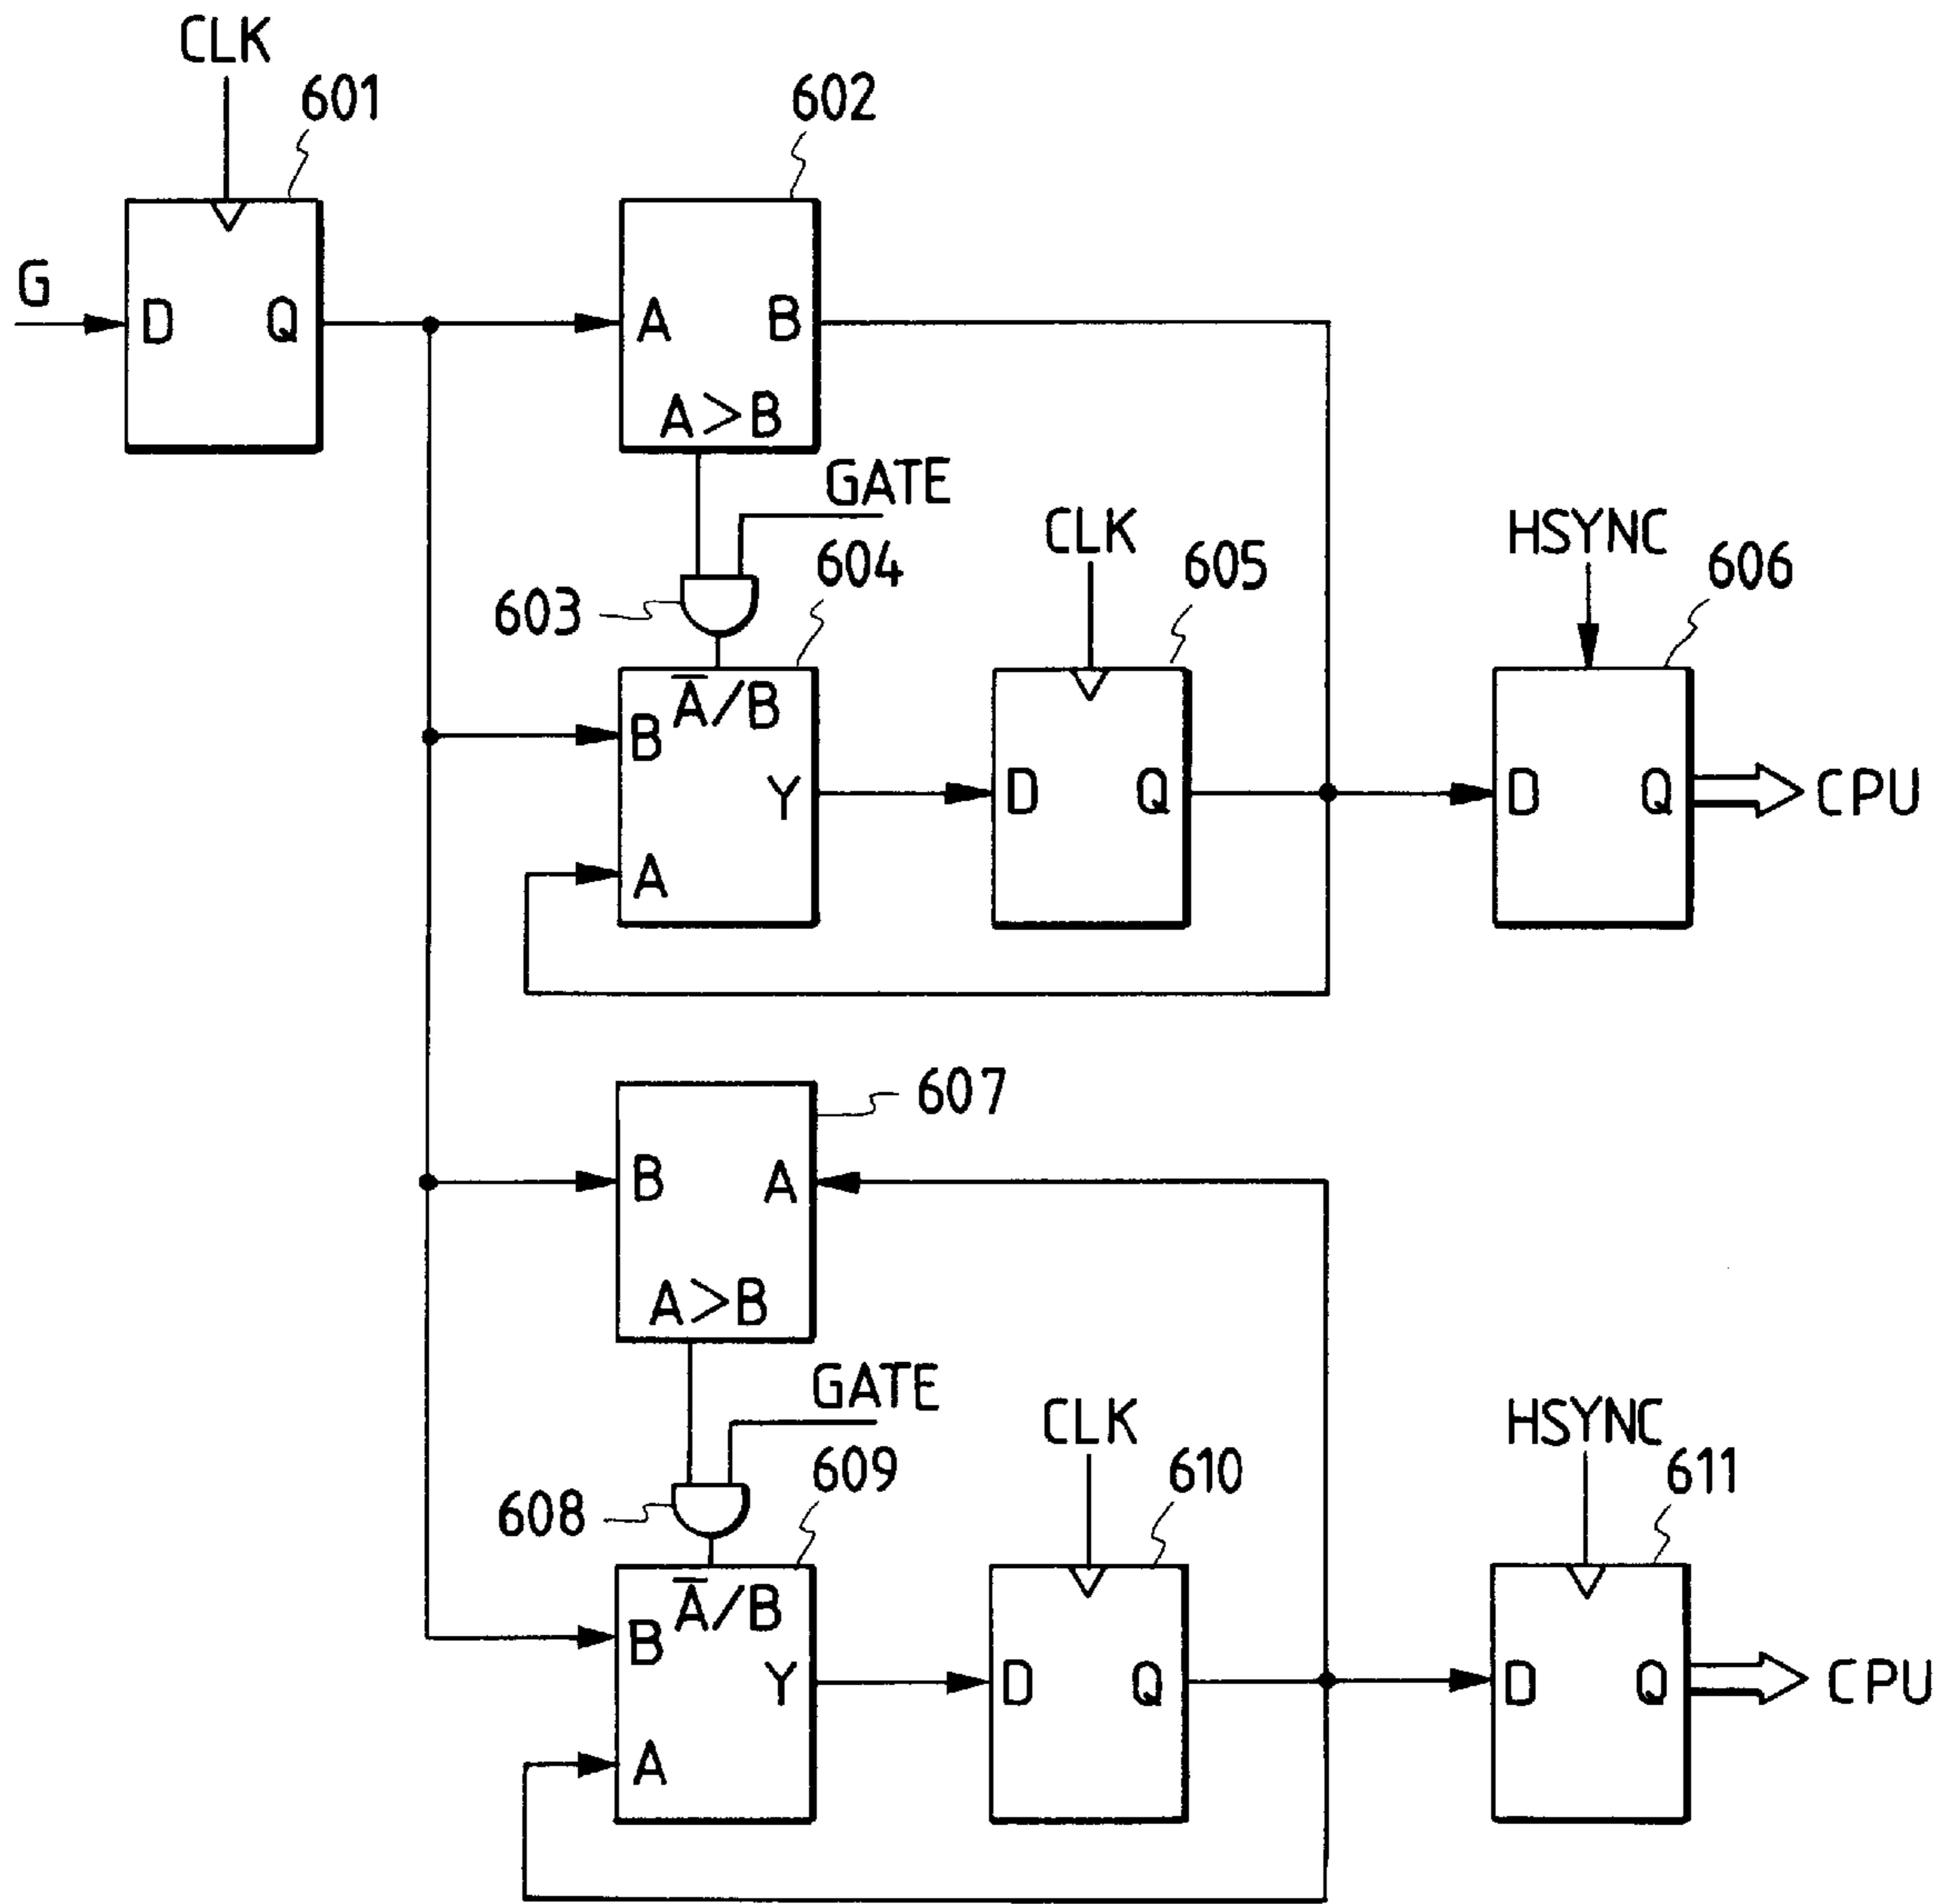 CLK
601
602
G
D
Q
A
B
A>B
GATE
CLK
HSYNC
603
604
605
606
A̅/B
B
Y
A
D
Q
D
Q
CPU
607
B
A
A>B
GATE
CLK
HSYNC
608
609
610
611
A̅/B
B
Y
A
D
Q
D
Q
CPU